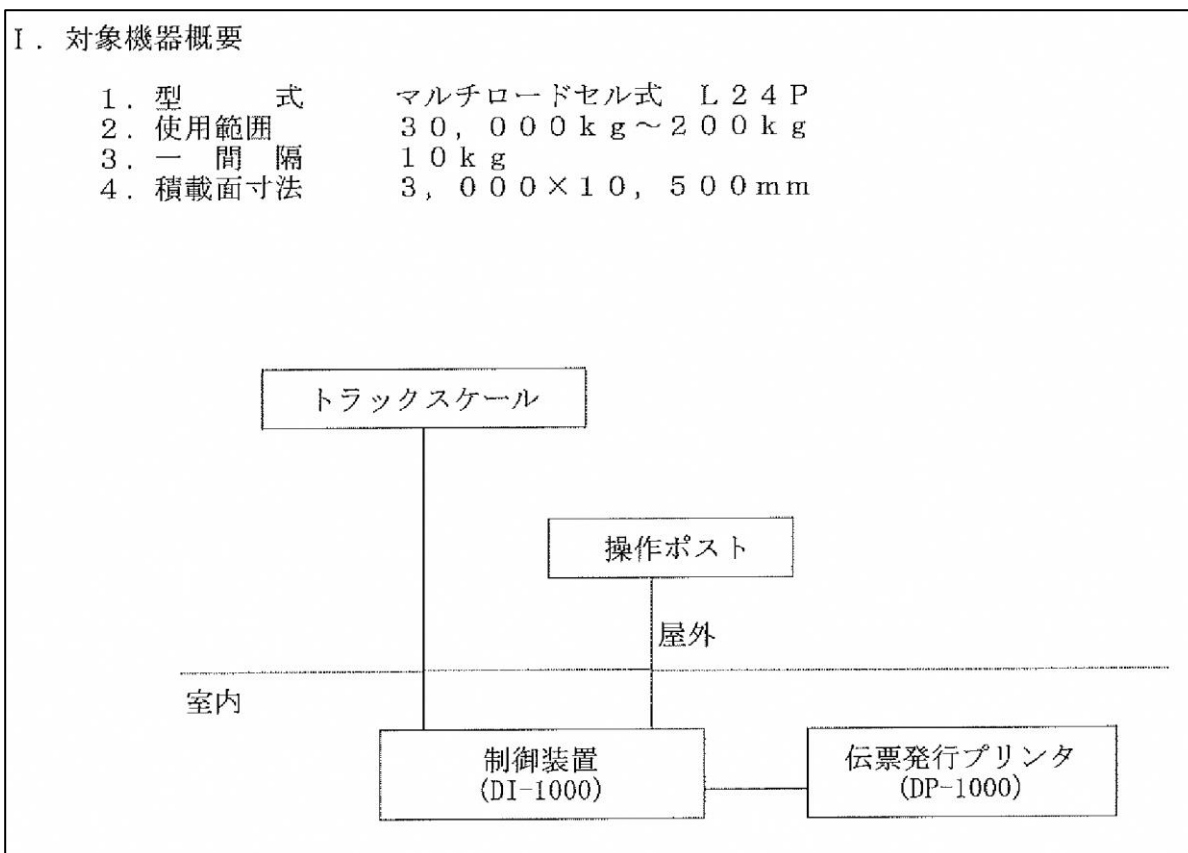 Ⅰ．対象機器概要
１．型　　　式　　　マルチロードセル式　Ｌ２４Ｐ
２．使用範囲　　　３０，０００ｋｇ～２００ｋｇ
３．一　間　隔　　　１０ｋｇ
４．積載面寸法　　　３，０００×１０，５００ｍｍ
トラックスケール
操作ポスト
屋外
室内
制御装置
(DI-1000)
伝票発行プリンタ
(DP-1000)